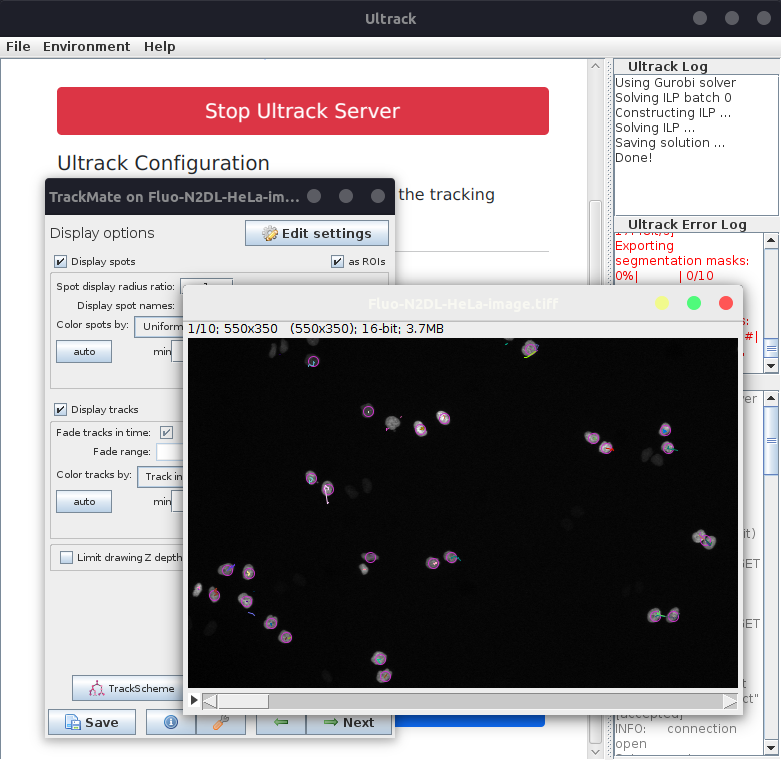 Ultrack
File Environment Help
Stop Ultrack Server
Ultrack Configuration
the tracking
Ultrack Log
Using Gurobi solver
Solving ILP batch 0
Constructing ILP ...
Solving ILP ...
Saving solution ...
Done!
Ultrack Error Log
Exporting
segmentation masks:
0%| | 0/10
TrackMate on Fluo-N2DL-HeLa-im...
Display options
Edit settings
Display spots
as ROIs
Spot display radius ratio:
Display spot names:
Color spots by: Uniform
auto
min
Display tracks
Fade tracks in time:
Fade range:
Color tracks by: Track in
auto
min
Limit drawing Z depth
TrackScheme
Save
Next
Fluo-N2DL-HeLa-image.tiff
1/10; 550x350 (550x350); 16-bit; 3.7MB
#|
ver
it)
GET
GET
t
ct"
[accepted]
INFO: connection
open